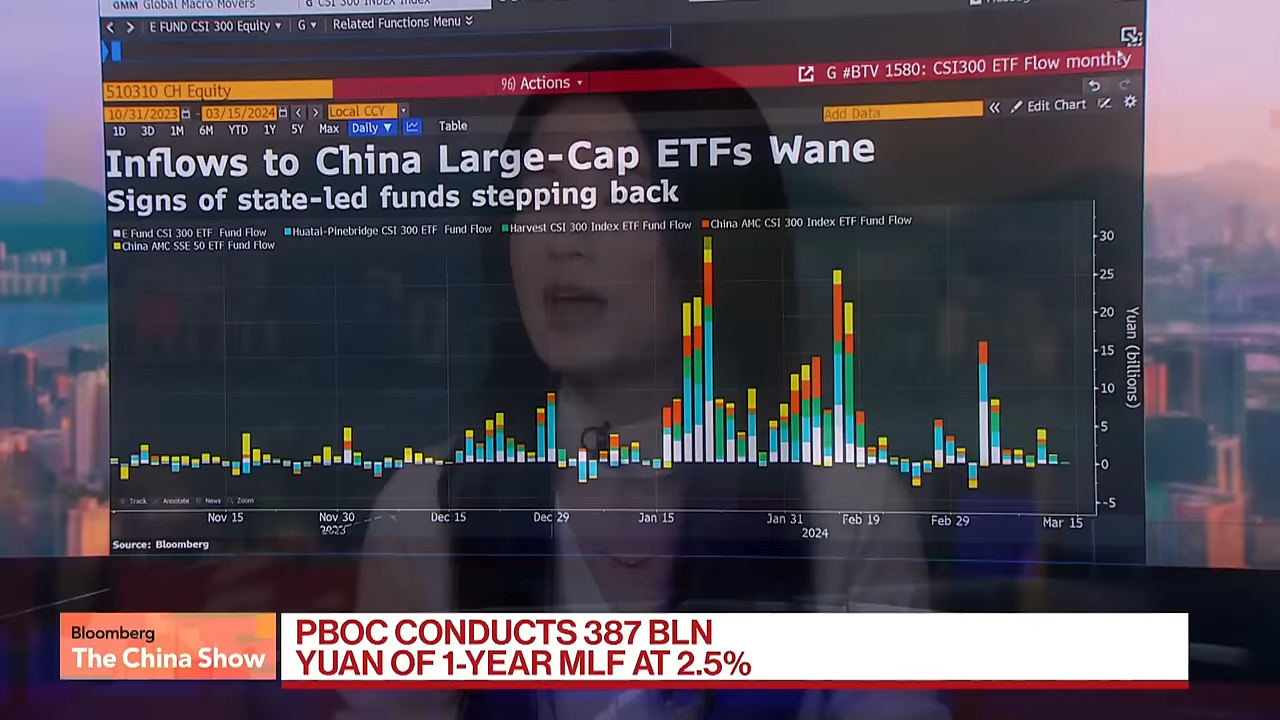 GMM Global Macro Movers
G CSI 300 INDEX Index
E FUND CSI 300 Equity
G
Related Functions Menu
510310 CH Equity
96) Actions
G #BTV 1580: CSI300 ETF Flow monthly
10/31/2023 - 03/15/2024
Local CCY
Add Data
Edit Chart
1D 3D 1M 6M YTD 1Y 5Y Max Daily ▼ Table
Inflows to China Large-Cap ETFs Wane
Signs of state-led funds stepping back
E Fund CSI 300 ETF Fund Flow
Huatai-Pinebridge CSI 300 ETF Fund Flow
Harvest CSI 300 Index ETF Fund Flow
China AMC CSI 300 Index ETF Fund Flow
China AMC SSE 50 ETF Fund Flow
30
25
20
15
10
5
0
-5
Yuan (billions)
Track Annotate News Zoom
Nov 15 Nov 30 Dec 15 Dec 29 Jan 15 Jan 31 Feb 19 Feb 29 Mar 15
2023 2024
Source: Bloomberg
Bloomberg
The China Show
PBOC CONDUCTS 387 BLN
YUAN OF 1-YEAR MLF AT 2.5%